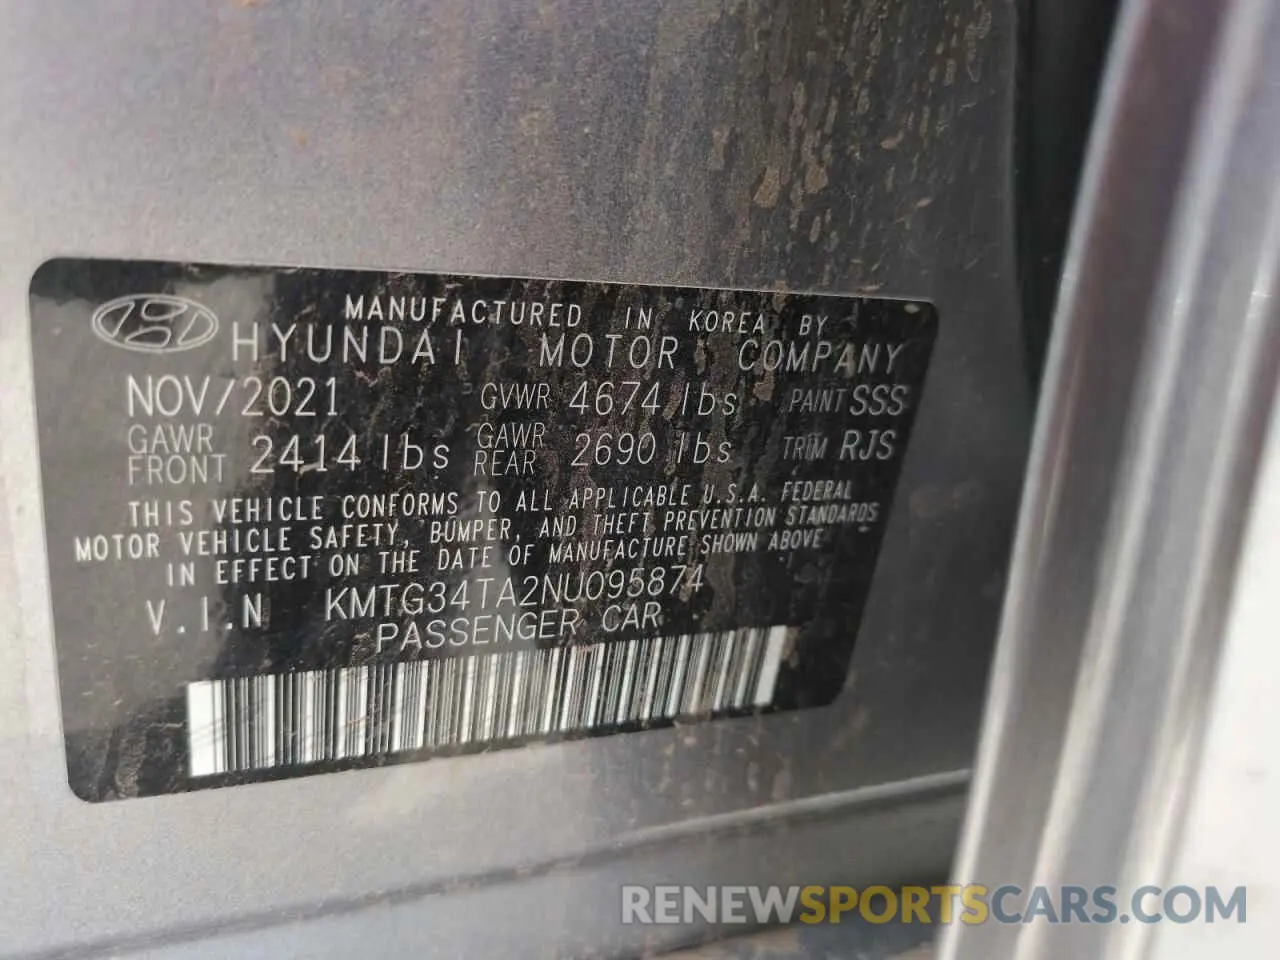 MANUFACTURED IN KOREA BY
HYUNDAI MOTOR COMPANY
NOV/2021 GVWR 4674 lbs PAINT SSS
GAWR FRONT 2414 lbs GAWR REAR 2690 lbs TRIM RJS
THIS VEHICLE CONFORMS TO ALL APPLICABLE U.S.A. FEDERAL
MOTOR VEHICLE SAFETY, BUMPER, AND THEFT PREVENTION STANDARDS
IN EFFECT ON THE DATE OF MANUFACTURE SHOWN ABOVE
V.I.N KMTG34TA2NU095874
PASSENGER CAR
RENEWSPORTSCARS.COM